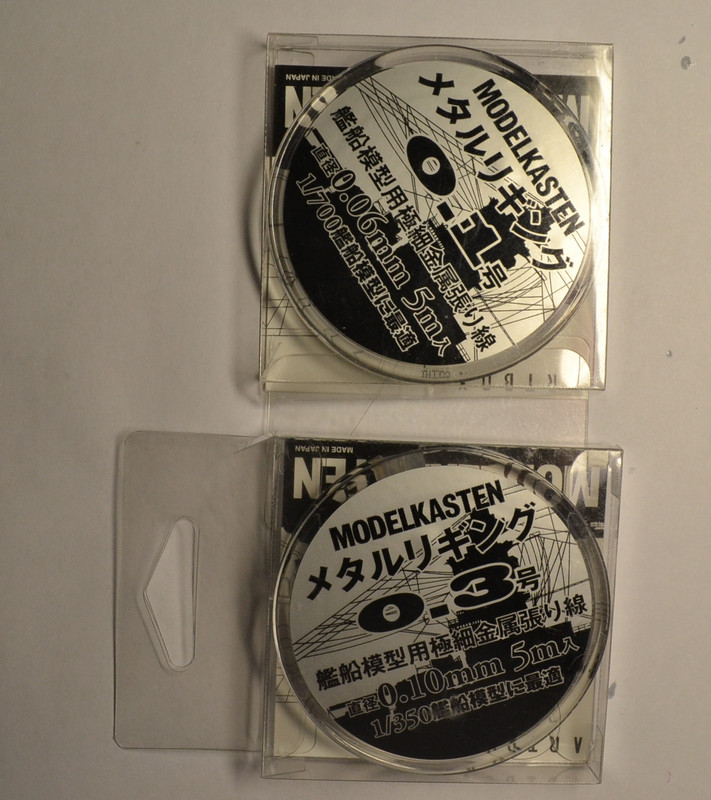 MADE IN JAPAN
MODELKASTEN
メタルリギング
0.1号
艦船模型用極細金属張り線
直径0.06mm 5m入
1/700艦船模型に最適
MADE IN JAPAN
MODELKASTEN
メタルリギング
0.3号
艦船模型用極細金属張り線
直径0.10mm 5m入
1/350艦船模型に最適